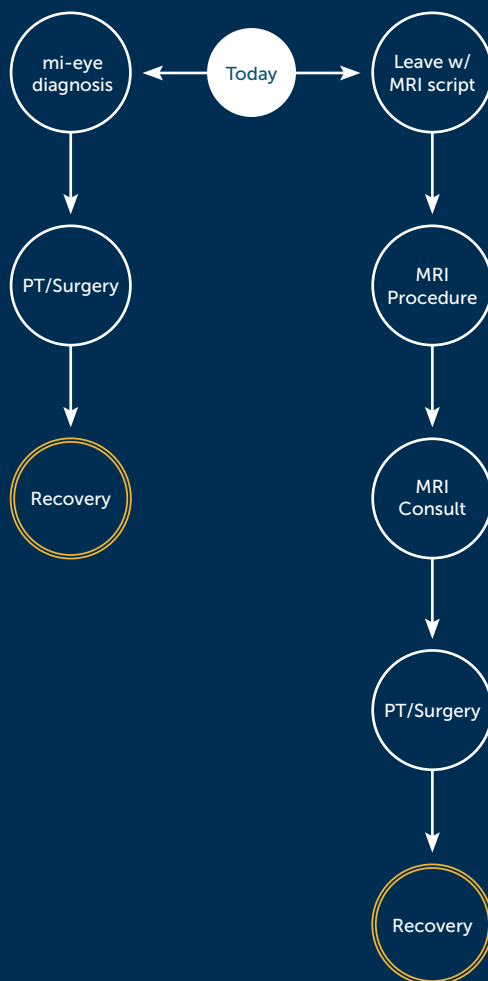 mi-eye
diagnosis
Today
Leave w/
MRI script
PT/Surgery
MRI
Procedure
Recovery
MRI
Consult
PT/Surgery
Recovery